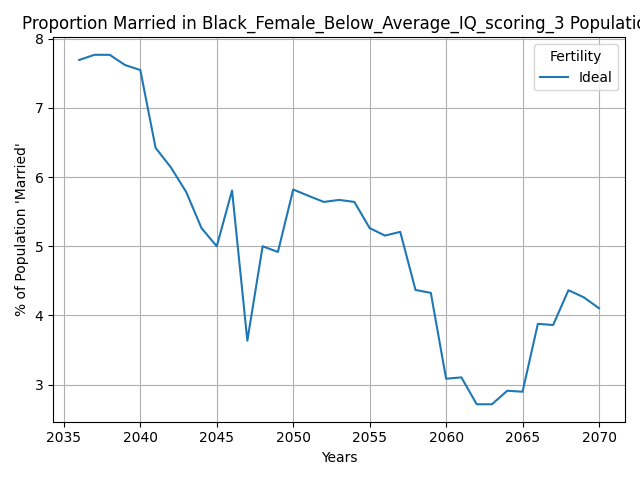 Proportion Married in Black_Female_Below_Average_IQ_scoring_3 Populatio
Fertility
Ideal
% of Population 'Married'
8
7
6
5
4
3
2035 2040 2045 2050 2055 2060 2065 2070
Years